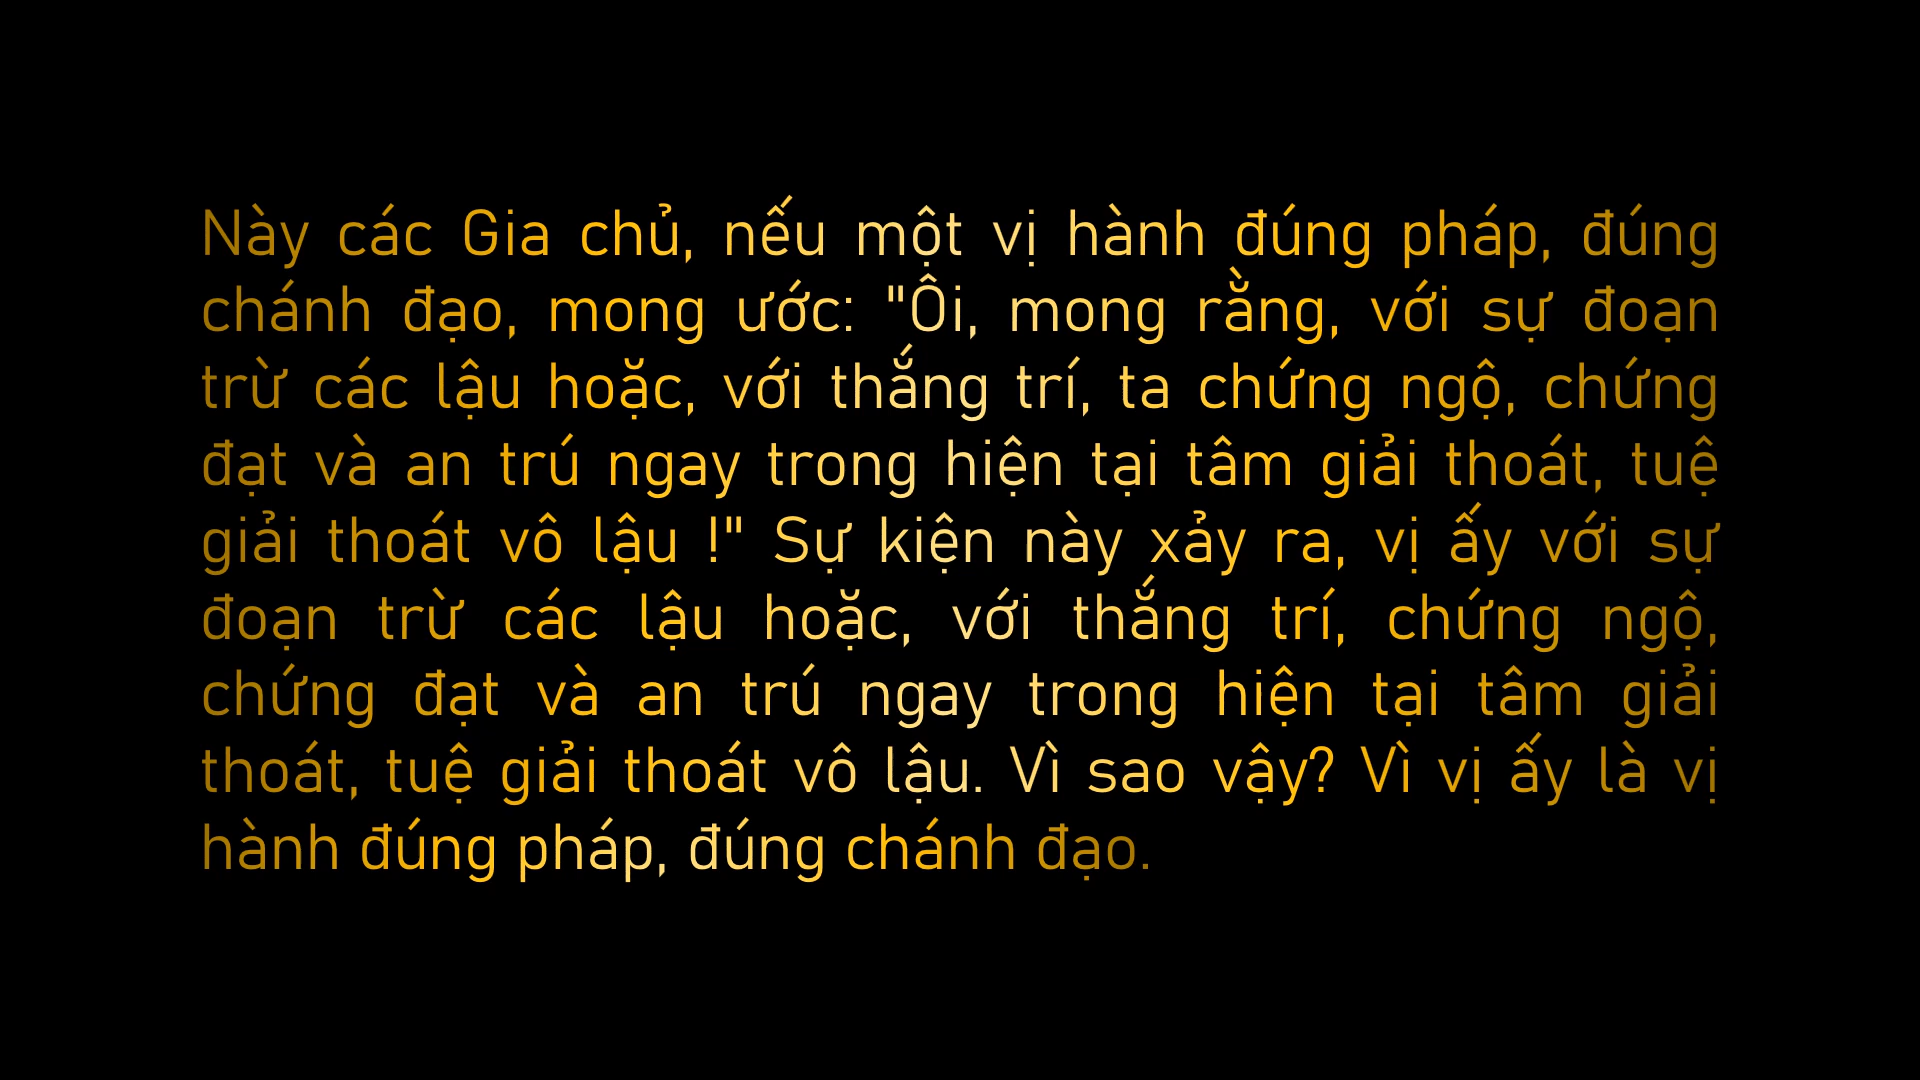 Này các Gia chủ, nếu một vị hành đúng pháp, đúng
chánh đạo, mong ước: "Ôi, mong rằng, với sự đoạn
trừ các lậu hoặc, với thắng trí, ta chứng ngộ, chứng
đạt và an trú ngay trong hiện tại tâm giải thoát, tuệ
giải thoát vô lậu !" Sự kiện này xảy ra, vị ấy với sự
đoạn trừ các lậu hoặc, với thắng trí, chứng ngộ,
chứng đạt và an trú ngay trong hiện tại tâm giải
thoát, tuệ giải thoát vô lậu. Vì sao vậy? Vì vị ấy là vị
hành đúng pháp, đúng chánh đạo.